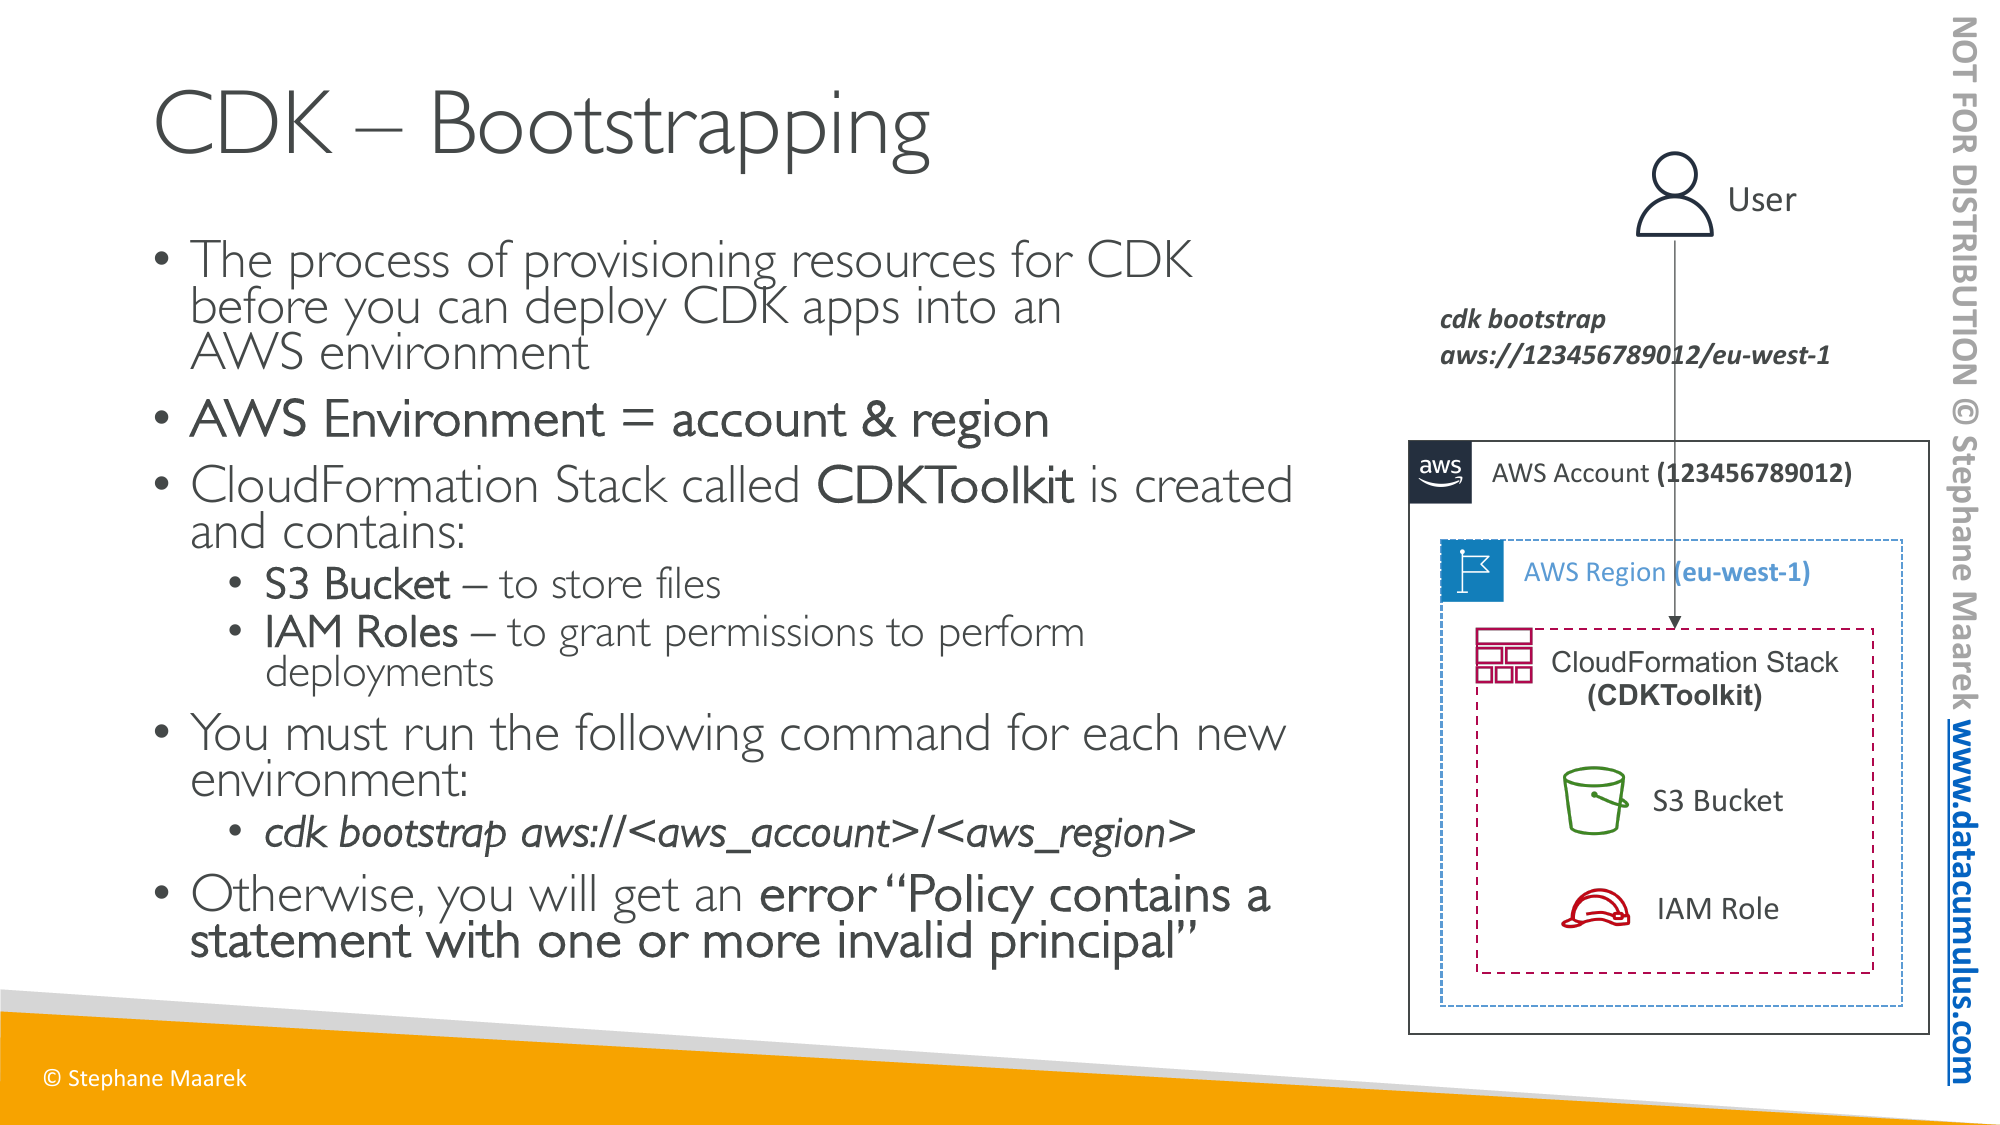 CDK – Bootstrapping
• The process of provisioning resources for CDK
before you can deploy CDK apps into an
AWS environment
• AWS Environment = account & region
• CloudFormation Stack called CDKToolkit is created
and contains:
• S3 Bucket – to store files
• IAM Roles – to grant permissions to perform
deployments
• You must run the following command for each new
environment:
• cdk bootstrap aws://<aws_account>/<aws_region>
• Otherwise, you will get an error “Policy contains a
statement with one or more invalid principal”
User
cdk bootstrap
aws://123456789012/eu-west-1
aws
AWS Account (123456789012)
AWS Region (eu-west-1)
CloudFormation Stack
(CDKToolkit)
S3 Bucket
IAM Role
© Stephane Maarek
NOT FOR DISTRIBUTION © Stephane Maarek www.datacumulus.com